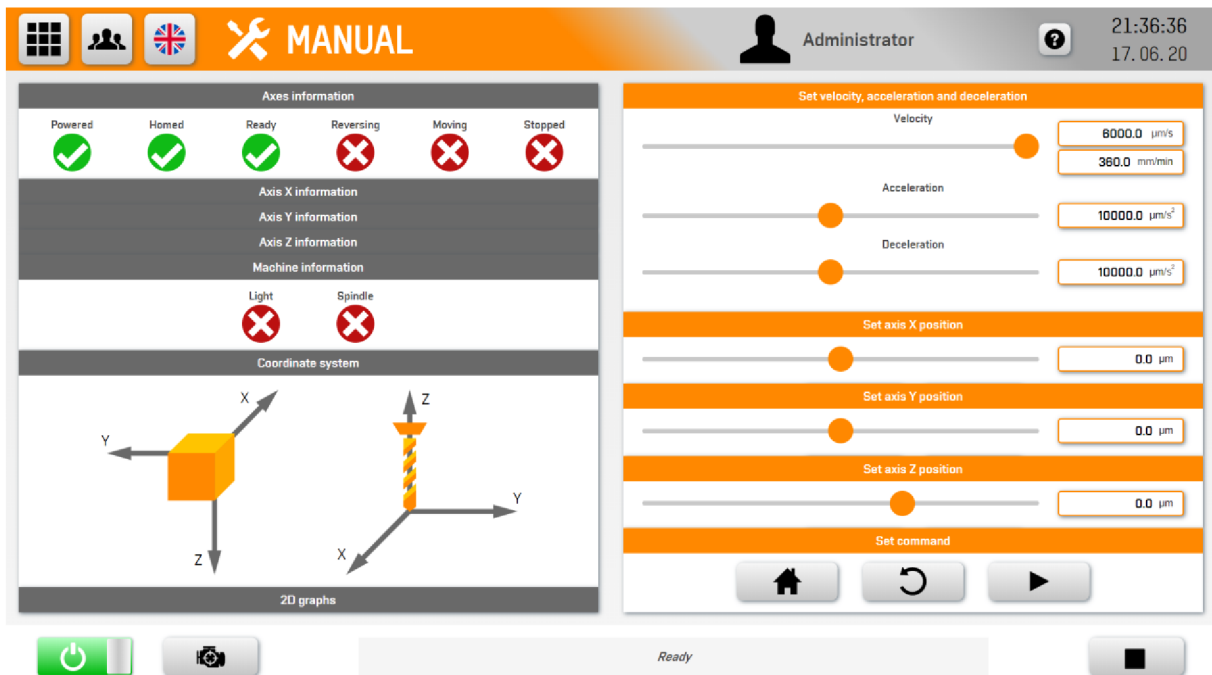 MANUAL
Administrator
21:36:36
17.06.20
Axes information
Powered Homed Ready Reversing Moving Stopped
Axis X information
Axis Y information
Axis Z information
Machine information
Light Spindle
Coordinate system
X
Y
Z
Z
Y
X
2D graphs
Set velocity, acceleration and deceleration
Velocity
6000.0 µm/s
360.0 mm/min
Acceleration
10000.0 µm/s²
Deceleration
10000.0 µm/s²
Set axis X position
0.0 µm
Set axis Y position
0.0 µm
Set axis Z position
0.0 µm
Set command
Ready